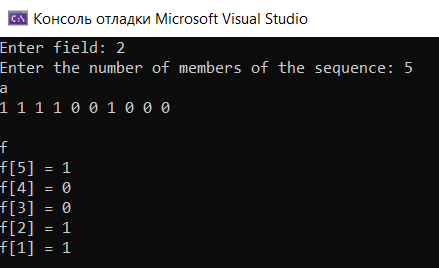 Консоль отладки Microsoft Visual Studio
Enter field: 2
Enter the number of members of the sequence: 5
a
1 1 1 1 0 0 1 0 0 0
f
f[5] = 1
f[4] = 0
f[3] = 0
f[2] = 1
f[1] = 1